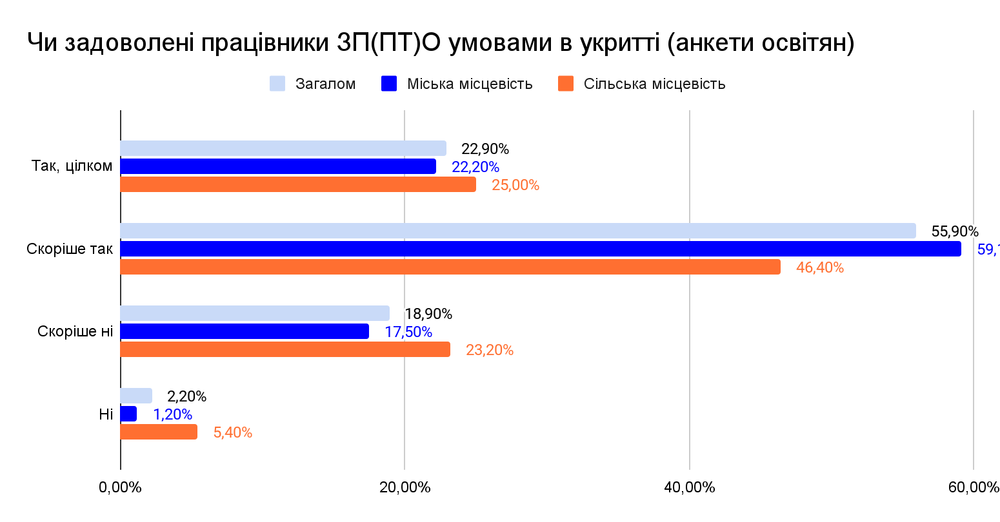 Чи задоволені працівники ЗП(ПТ)О умовами в укритті (анкети освітян)
Загалом Міська місцевість Сільська місцевість
22,90%
Так, цілком 22,20%
25,00%
55,90%
Скоріше так
46,40%
18,90%
Скоріше ні 17,50%
23,20%
2,20%
Ні 1,20%
5,40%
0,00% 20,00% 40,00% 60,00%